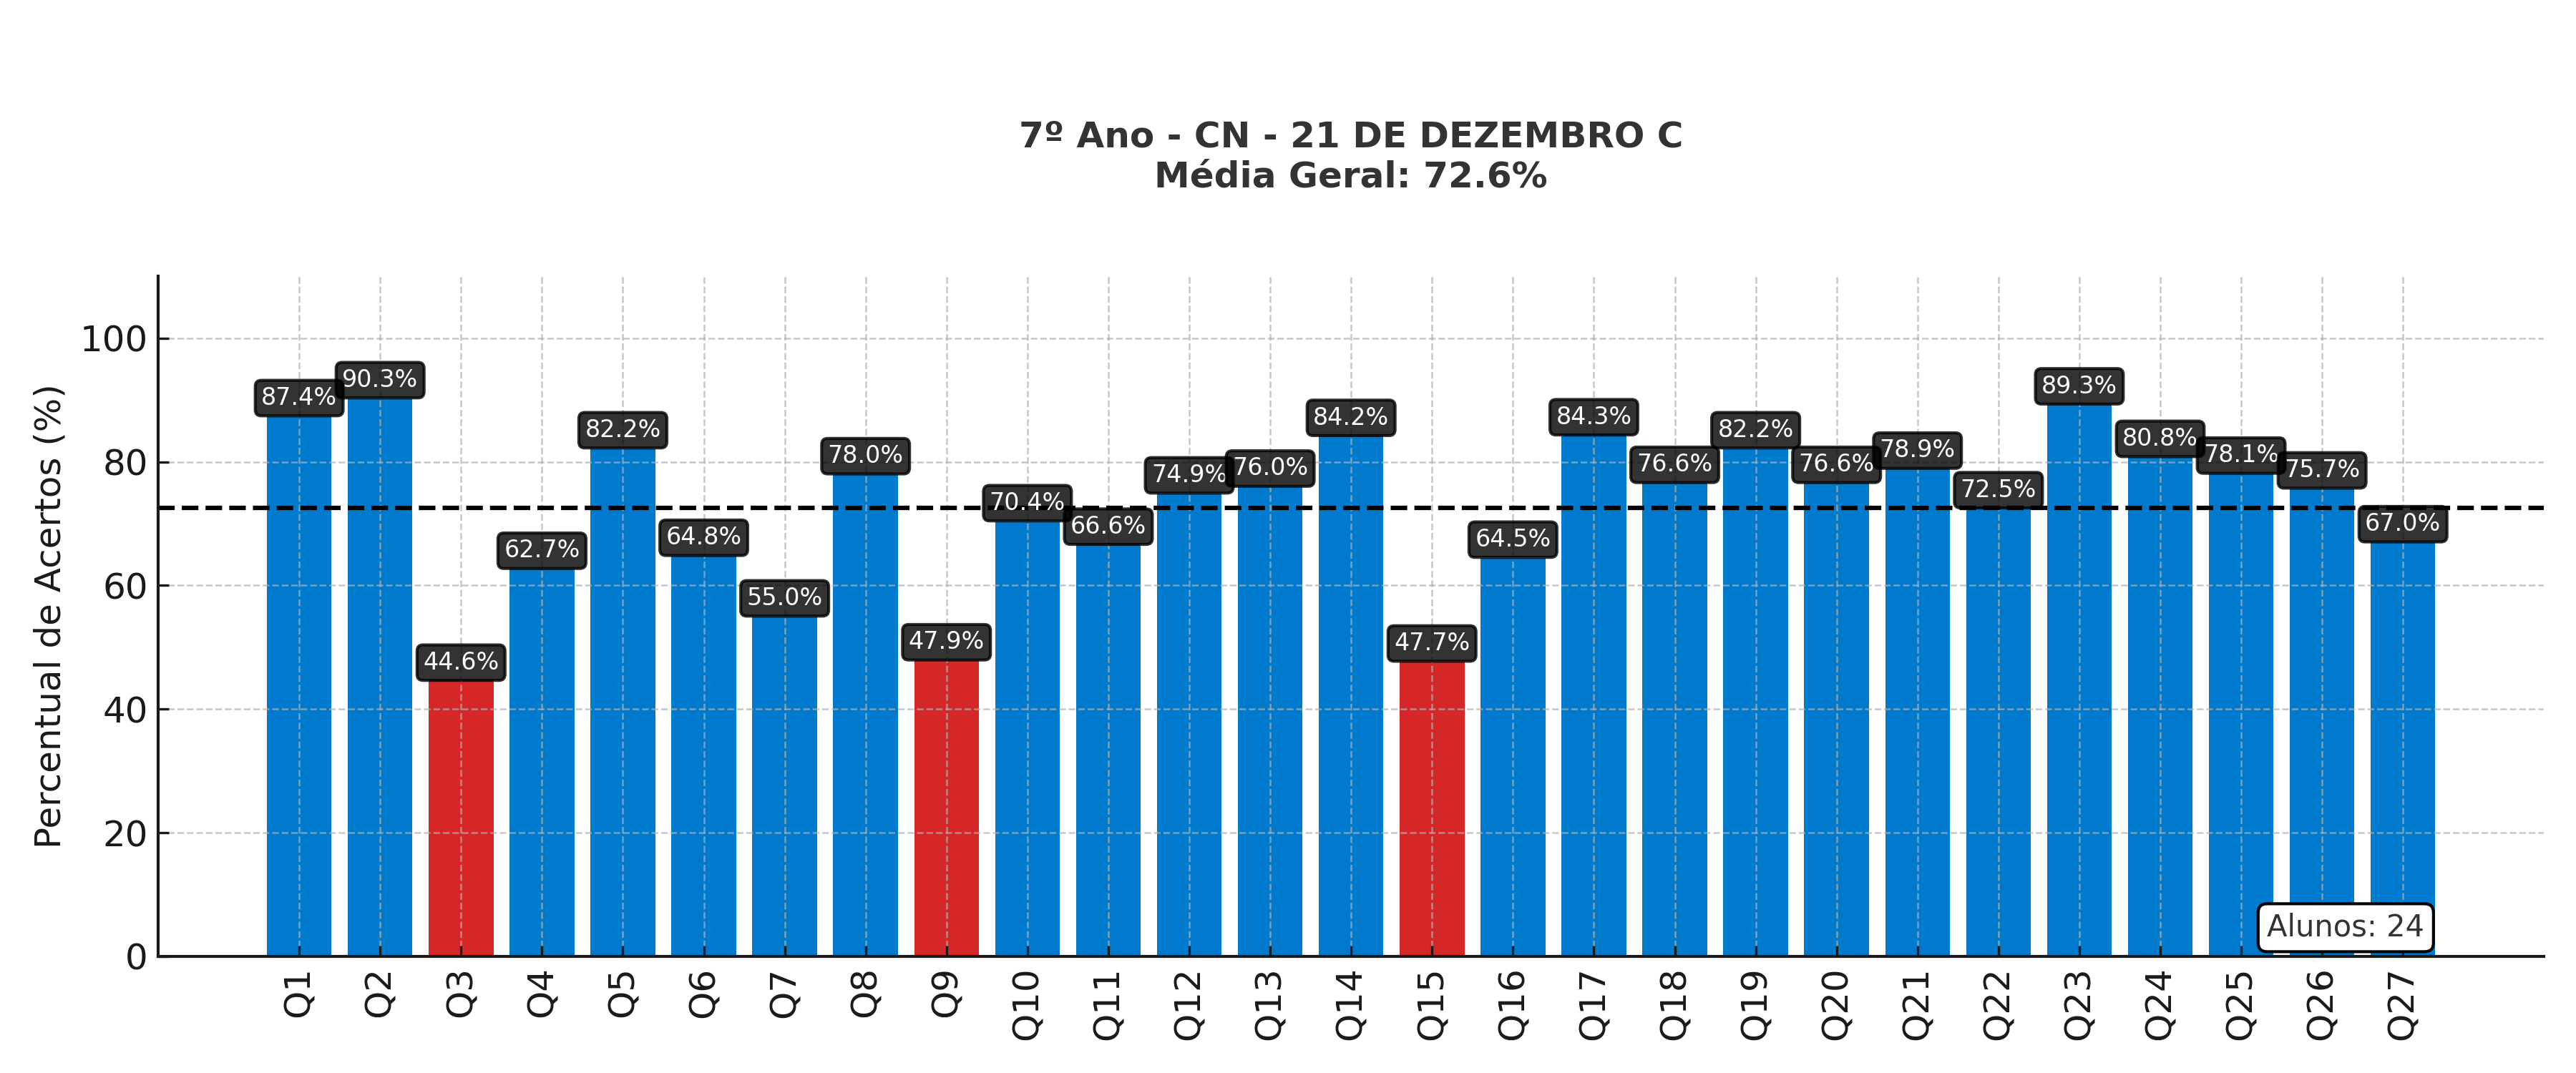 7º Ano - CN - 21 DE DEZEMBRO C
Média Geral: 72.6%
Percentual de Acertos (%)
100
80
60
40
20
0
87.4%
90.3%
44.6%
62.7%
82.2%
64.8%
55.0%
78.0%
47.9%
70.4%
66.6%
74.9%
76.0%
84.2%
47.7%
64.5%
84.3%
76.6%
82.2%
76.6%
78.9%
72.5%
89.3%
80.8%
78.1%
75.7%
67.0%
Alunos: 24
Q1
Q2
Q3
Q4
Q5
Q6
Q7
Q8
Q9
Q10
Q11
Q12
Q13
Q14
Q15
Q16
Q17
Q18
Q19
Q20
Q21
Q22
Q23
Q24
Q25
Q26
Q27